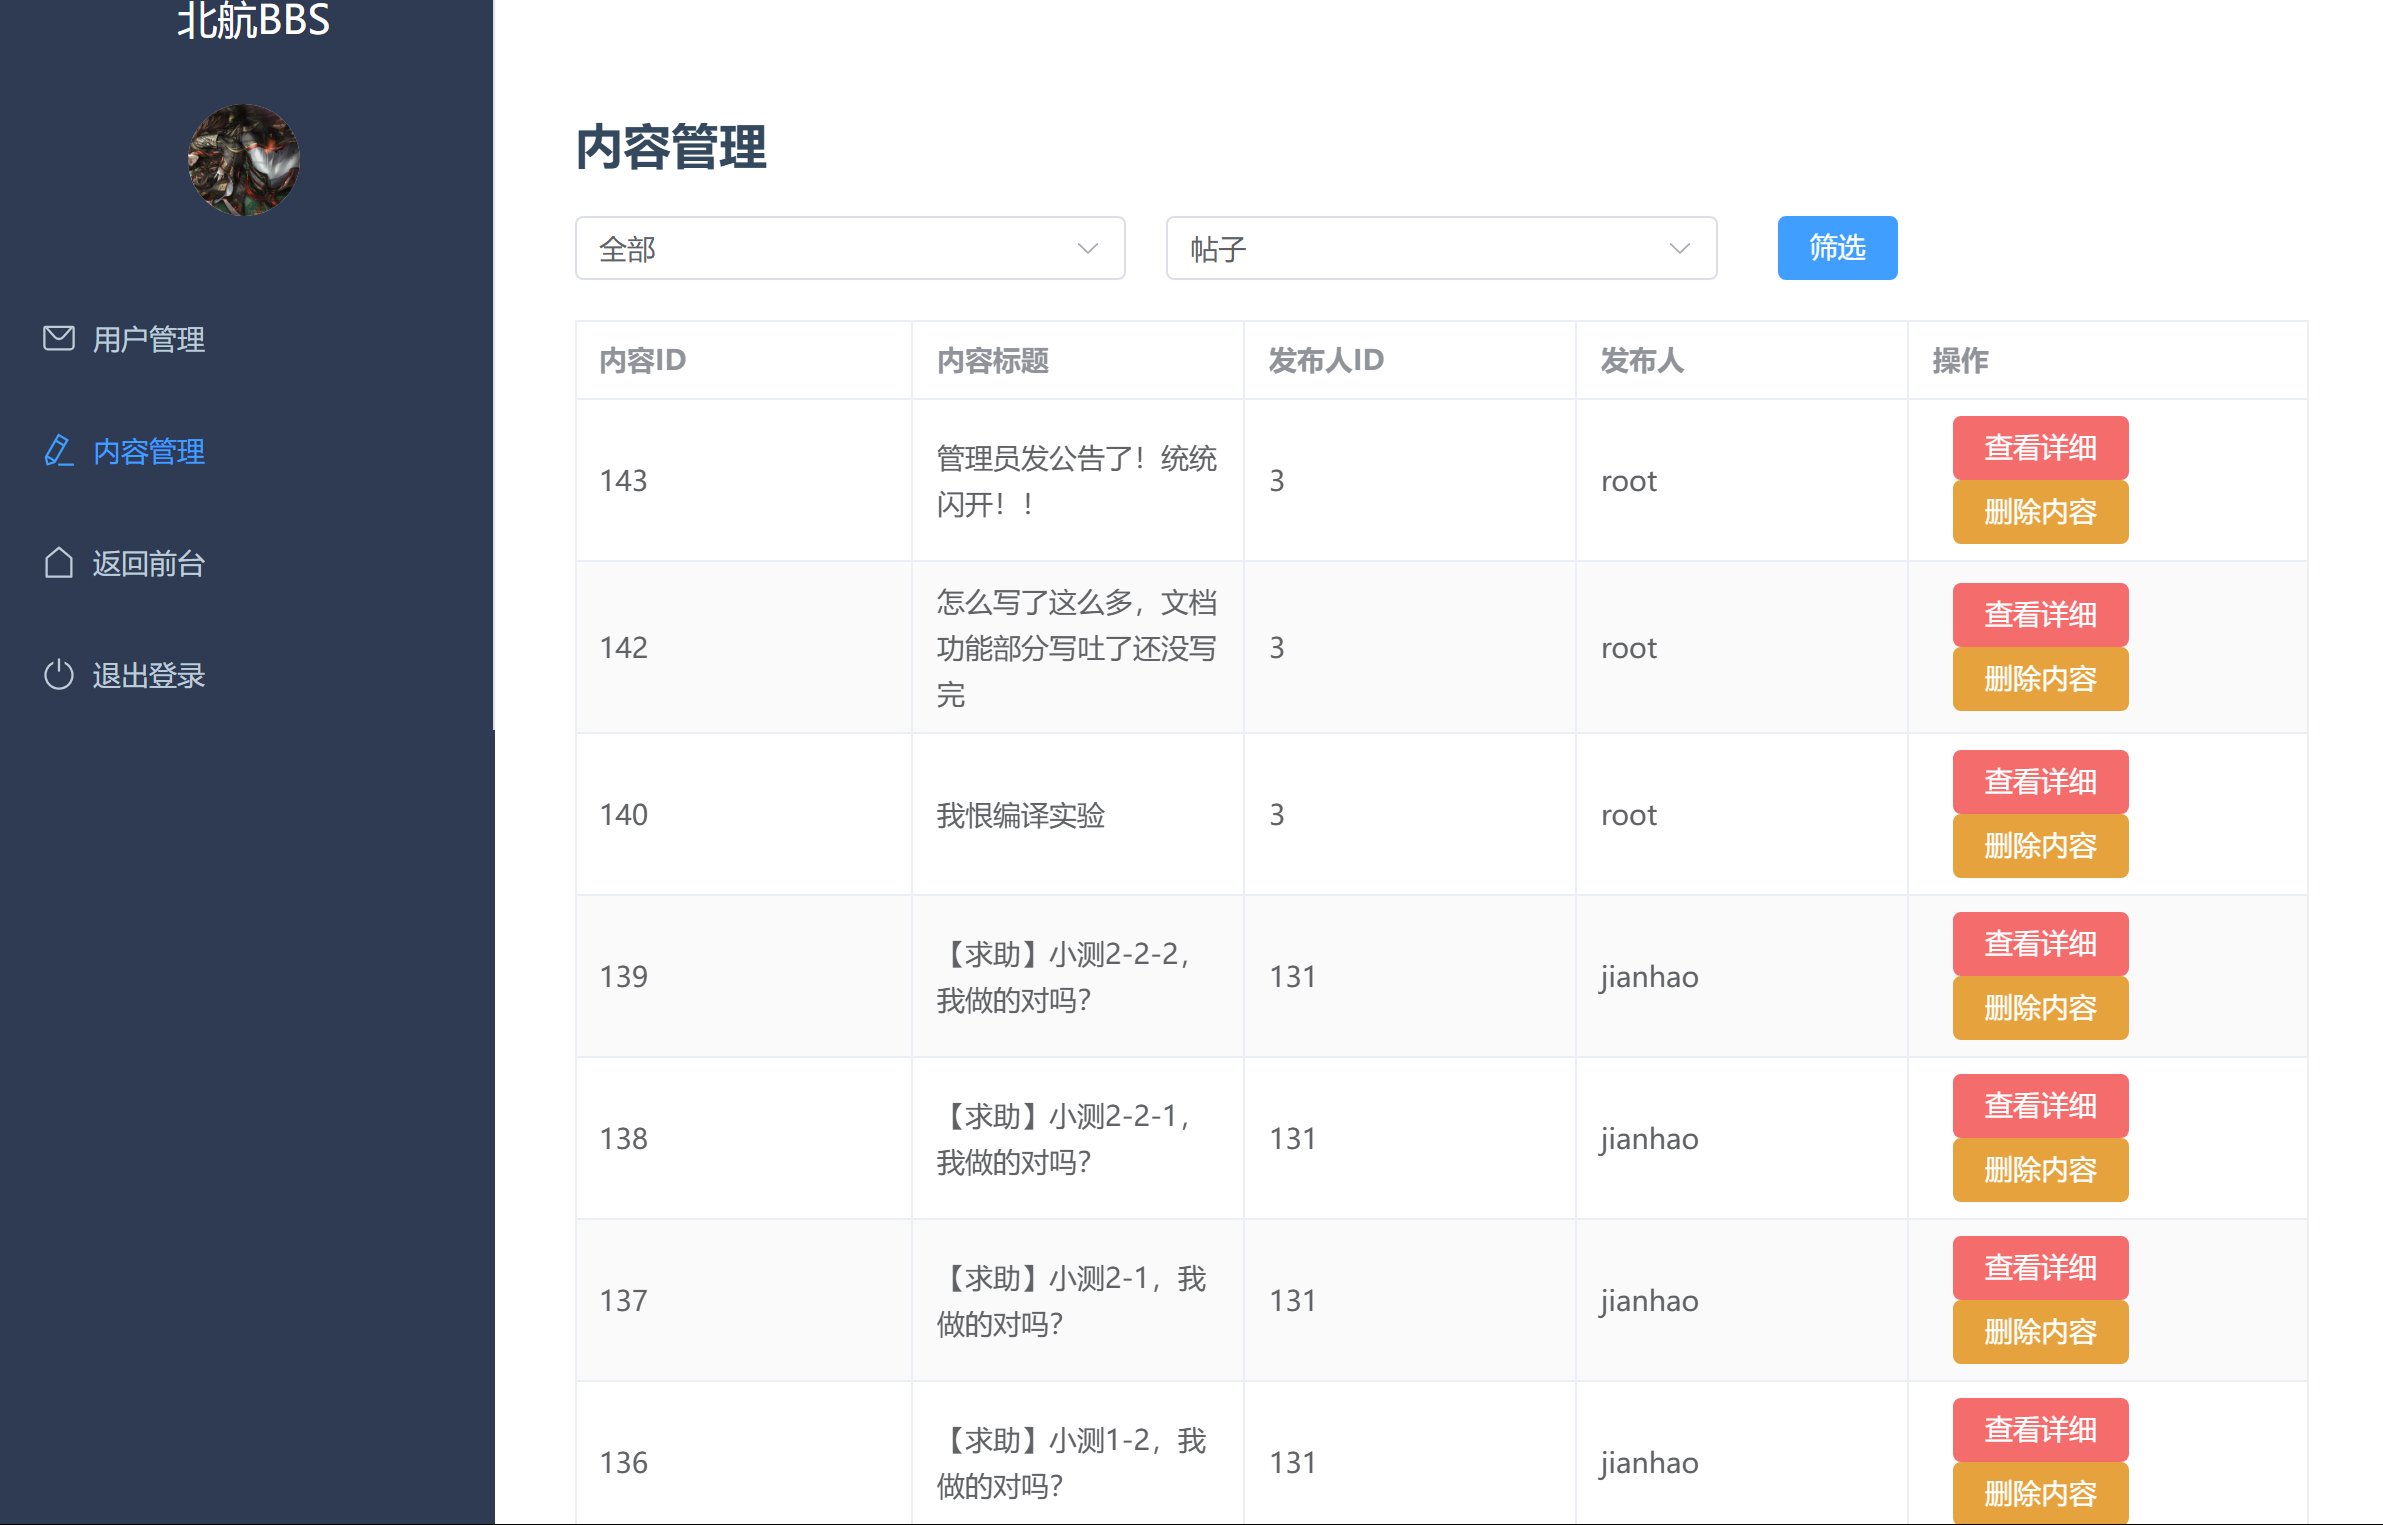 北航BBS
用户管理
内容管理
返回前台
退出登录
内容管理
全部 帖子 筛选
内容ID 内容标题 发布人ID 发布人 操作
143 管理员发公告了！统统 3 root 查看详细
闪开！！ 删除内容
142 怎么写了这么多，文档 3 root 查看详细
功能部分写吐了还没写 删除内容
完
140 我恨编译实验 3 root 查看详细
删除内容
139 【求助】小测2-2-2， 131 jianhao 查看详细
我做的对吗？ 删除内容
138 【求助】小测2-2-1， 131 jianhao 查看详细
我做的对吗？ 删除内容
137 【求助】小测2-1，我 131 jianhao 查看详细
做的对吗？ 删除内容
136 【求助】小测1-2，我 131 jianhao 查看详细
做的对吗？ 删除内容